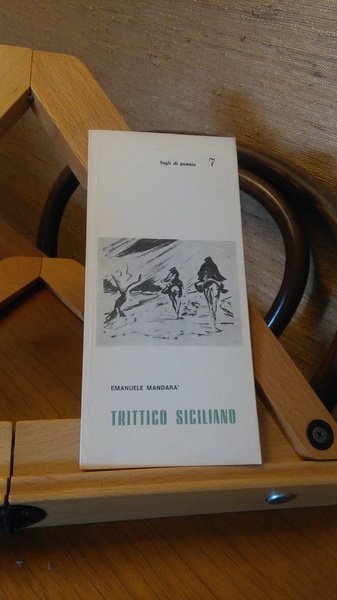 fogli di poesia 7
EMANUELE MANDARA'
TRITTICO SICILIANO